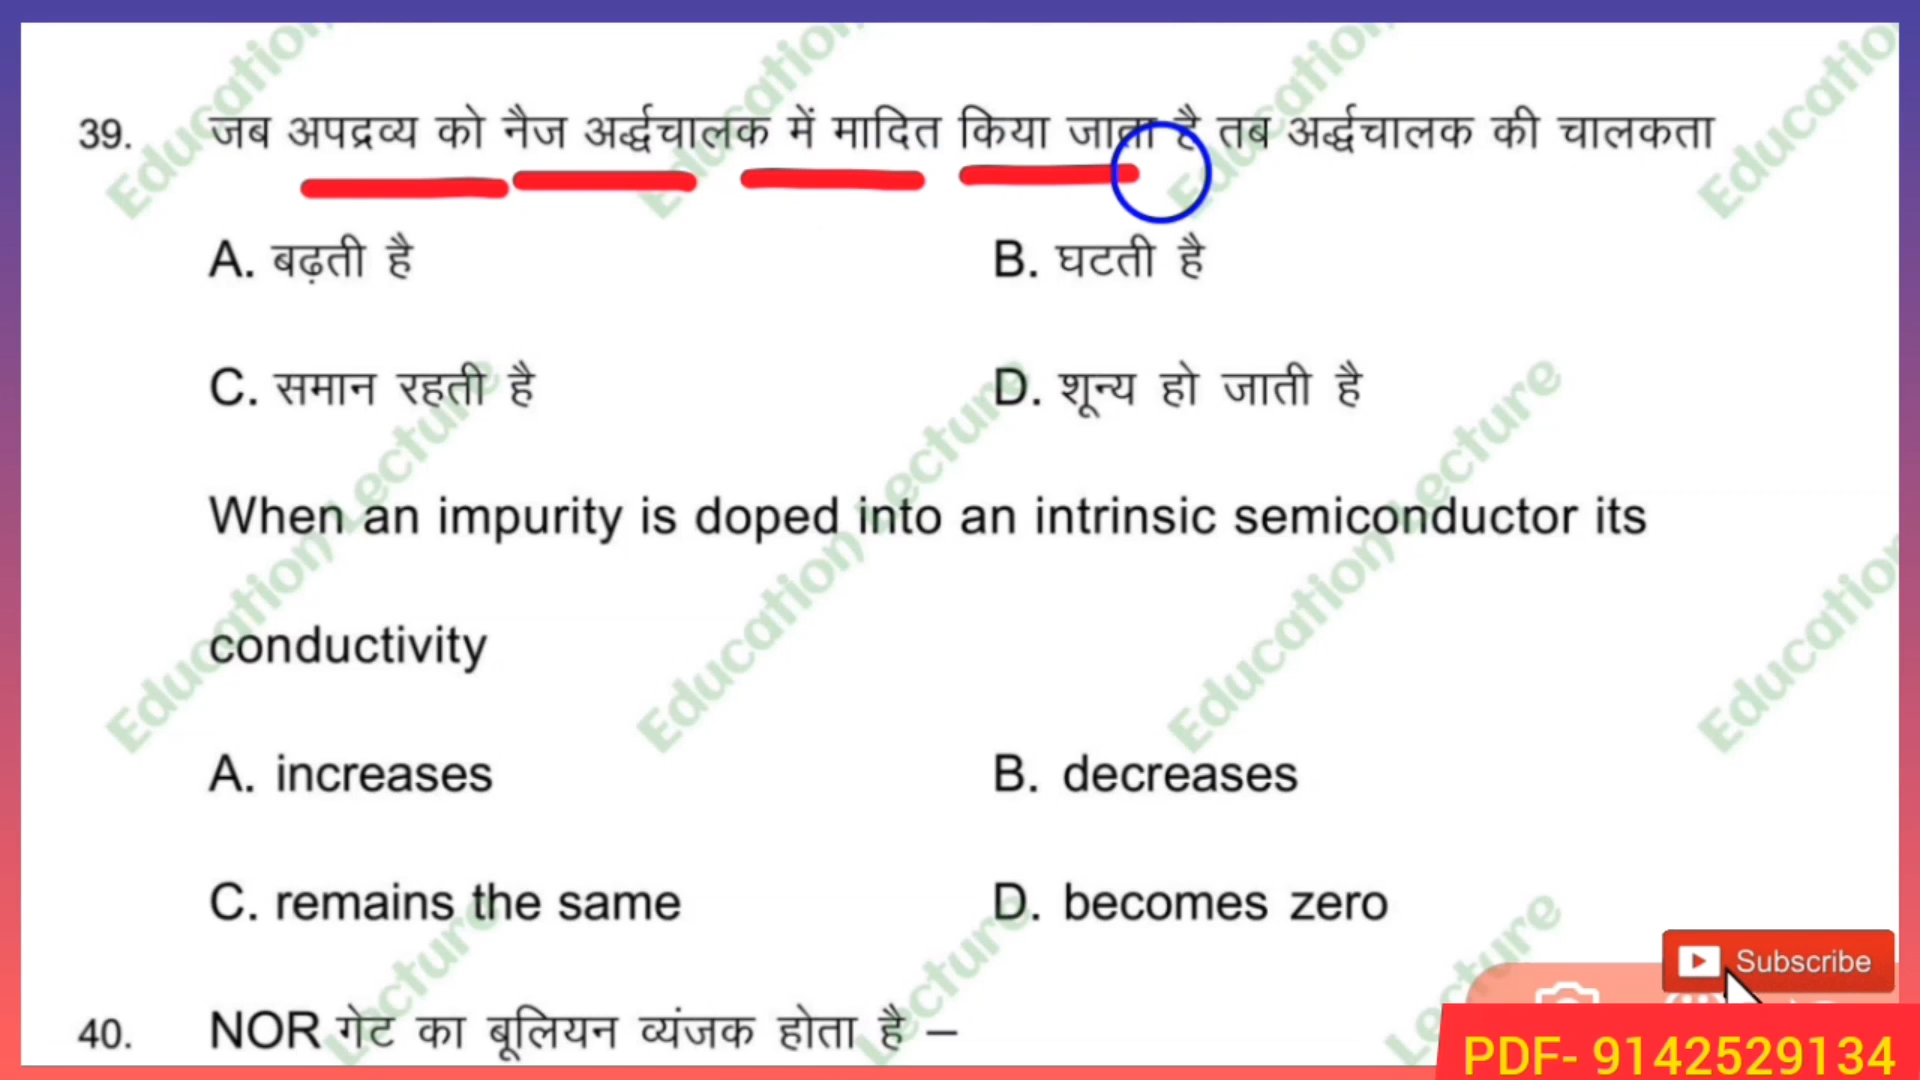 39. जब अपद्रव्य को नैज अर्द्धचालक में मादित किया जाता है तब अर्द्धचालक की चालकता
A. बढ़ती है B. घटती है
C. समान रहती है D. शून्य हो जाती है
When an impurity is doped into an intrinsic semiconductor its
conductivity
A. increases B. decreases
C. remains the same D. becomes zero
Subscribe
40. NOR गेट का बूलियन व्यंजक होता है –
PDF- 9142529134
Education Lecture